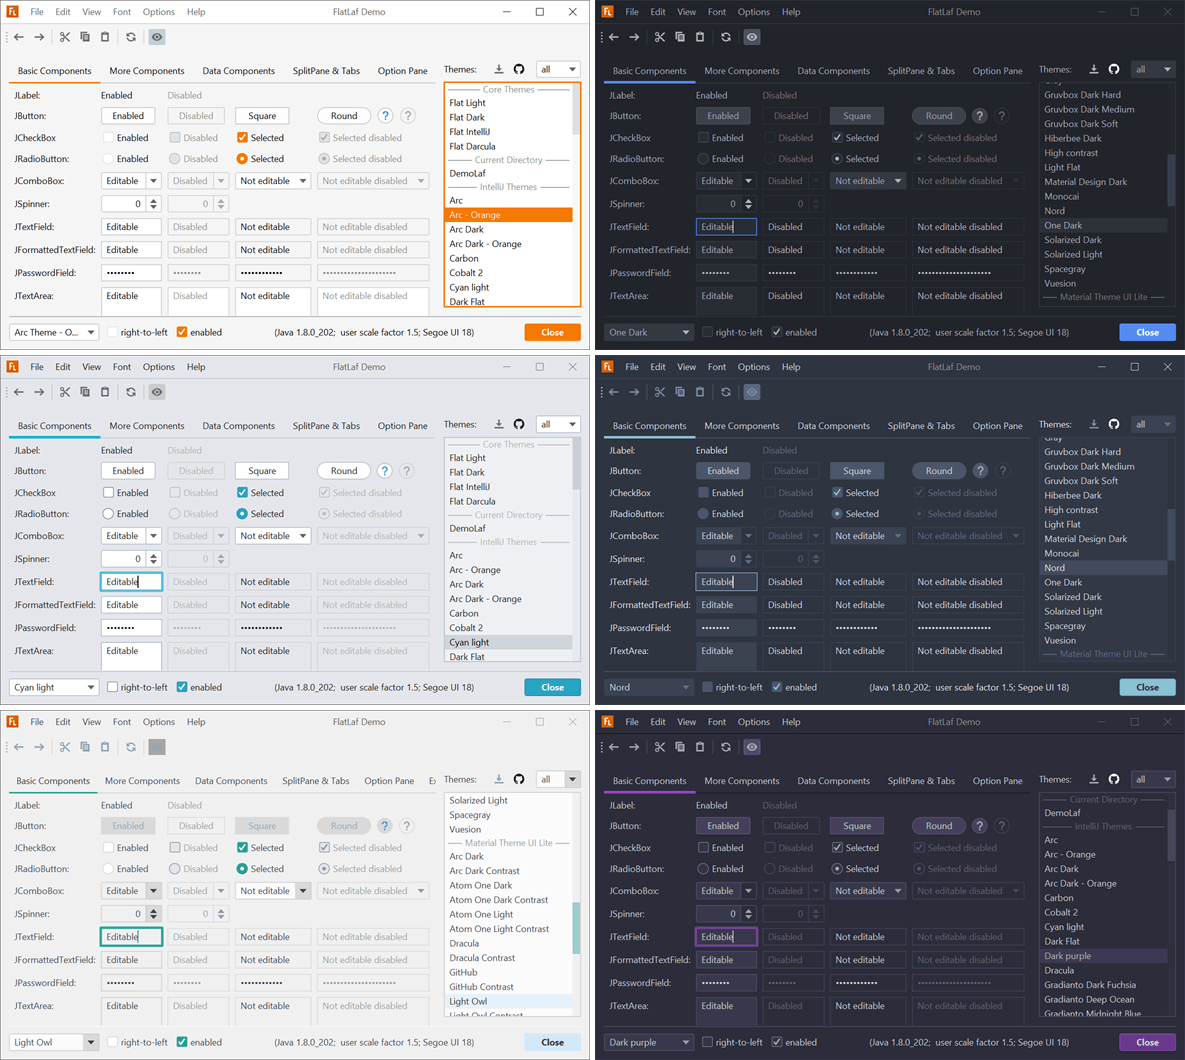 FL File Edit View Font Options Help FlatLaf Demo
Basic Components More Components Data Components SplitPane & Tabs Option Pane Themes: all
JLabel: Enabled Disabled
JButton: Enabled Disabled Square Round ? ?
JCheckBox Enabled Disabled Selected Selected disabled
JRadioButton: Enabled Disabled Selected Selected disabled
JComboBox: Editable Disabled Not editable Not editable disabled
JSpinner: 0 0
JTextField: Editable Disabled Not editable Not editable disabled
JFormattedTextField: Editable Disabled Not editable Not editable disabled
JPasswordField: •••••••• •••••••• •••••••••••• •••••••••••••••••••••
JTextArea: Editable Disabled Not editable Not editable disabled
Core Themes
Flat Light
Flat Dark
Flat IntelliJ
Flat Darcula
Current Directory
DemoLaf
IntelliJ Themes
Arc
Arc - Orange
Arc Dark
Arc Dark - Orange
Carbon
Cobalt 2
Cyan light
Dark Flat
Arc Theme - O... right-to-left enabled (Java 1.8.0_202; user scale factor 1.5; Segoe UI 18) Close
FL File Edit View Font Options Help FlatLaf Demo
Basic Components More Components Data Components SplitPane & Tabs Option Pane Themes: all
JLabel: Enabled Disabled
JButton: Enabled Disabled Square Round ? ?
JCheckBox Enabled Disabled Selected Selected disabled
JRadioButton: Enabled Disabled Selected Selected disabled
JComboBox: Editable Disabled Not editable Not editable disabled
JSpinner: 0 0
JTextField: Editable Disabled Not editable Not editable disabled
JFormattedTextField: Editable Disabled Not editable Not editable disabled
JPasswordField: •••••••• •••••••• •••••••••••• •••••••••••••••••••••
JTextArea: Editable Disabled Not editable Not editable disabled
Gray
Gruvbox Dark Hard
Gruvbox Dark Medium
Gruvbox Dark Soft
Hiberbee Dark
High contrast
Light Flat
Material Design Dark
Monocai
Nord
One Dark
Solarized Dark
Solarized Light
Spacegray
Vuesion
Material Theme UI Lite
One Dark right-to-left enabled (Java 1.8.0_202; user scale factor 1.5; Segoe UI 18) Close
FL File Edit View Font Options Help FlatLaf Demo
Basic Components More Components Data Components SplitPane & Tabs Option Pane Themes: all
JLabel: Enabled Disabled
JButton: Enabled Disabled Square Round ? ?
JCheckBox Enabled Disabled Selected Selected disabled
JRadioButton: Enabled Disabled Selected Selected disabled
JComboBox: Editable Disabled Not editable Not editable disabled
JSpinner: 0 0
JTextField: Editable Disabled Not editable Not editable disabled
JFormattedTextField: Editable Disabled Not editable Not editable disabled
JPasswordField: •••••••• •••••••• •••••••••••• •••••••••••••••••••••
JTextArea: Editable Disabled Not editable Not editable disabled
Core Themes
Flat Light
Flat Dark
Flat IntelliJ
Flat Darcula
Current Directory
DemoLaf
IntelliJ Themes
Arc
Arc - Orange
Arc Dark
Arc Dark - Orange
Carbon
Cobalt 2
Cyan light
Dark Flat
Cyan light right-to-left enabled (Java 1.8.0_202; user scale factor 1.5; Segoe UI 18) Close
FL File Edit View Font Options Help FlatLaf Demo
Basic Components More Components Data Components SplitPane & Tabs Option Pane Themes: all
JLabel: Enabled Disabled
JButton: Enabled Disabled Square Round ? ?
JCheckBox Enabled Disabled Selected Selected disabled
JRadioButton: Enabled Disabled Selected Selected disabled
JComboBox: Editable Disabled Not editable Not editable disabled
JSpinner: 0 0
JTextField: Editable Disabled Not editable Not editable disabled
JFormattedTextField: Editable Disabled Not editable Not editable disabled
JPasswordField: •••••••• •••••••• •••••••••••• •••••••••••••••••••••
JTextArea: Editable Disabled Not editable Not editable disabled
Gray
Gruvbox Dark Hard
Gruvbox Dark Medium
Gruvbox Dark Soft
Hiberbee Dark
High contrast
Light Flat
Material Design Dark
Monocai
Nord
One Dark
Solarized Dark
Solarized Light
Spacegray
Vuesion
Material Theme UI Lite
Nord right-to-left enabled (Java 1.8.0_202; user scale factor 1.5; Segoe UI 18) Close
FL File Edit View Font Options Help FlatLaf Demo
Basic Components More Components Data Components SplitPane & Tabs Option Pane E Themes: all
JLabel: Enabled Disabled
JButton: Enabled Disabled Square Round ? ?
JCheckBox Enabled Disabled Selected Selected disabled
JRadioButton: Enabled Disabled Selected Selected disabled
JComboBox: Editable Disabled Not editable Not editable disabled
JSpinner: 0 0
JTextField: Editable Disabled Not editable Not editable disabled
JFormattedTextField: Editable Disabled Not editable Not editable disabled
JPasswordField: •••••••• •••••••• •••••••••••• •••••••••••••••••••••
JTextArea: Editable Disabled Not editable Not editable disabled
Solarized Light
Spacegray
Vuesion
Material Theme UI Lite
Arc Dark
Arc Dark Contrast
Atom One Dark
Atom One Dark Contrast
Atom One Light
Atom One Light Contrast
Dracula
Dracula Contrast
GitHub
GitHub Contrast
Light Owl
Light Owl Contrast
Light Owl right-to-left enabled (Java 1.8.0_202; user scale factor 1.5; Segoe UI 18) Close
FL File Edit View Font Options Help FlatLaf Demo
Basic Components More Components Data Components SplitPane & Tabs Option Pane Themes: all
JLabel: Enabled Disabled
JButton: Enabled Disabled Square Round ? ?
JCheckBox Enabled Disabled Selected Selected disabled
JRadioButton: Enabled Disabled Selected Selected disabled
JComboBox: Editable Disabled Not editable Not editable disabled
JSpinner: 0 0
JTextField: Editable Disabled Not editable Not editable disabled
JFormattedTextField: Editable Disabled Not editable Not editable disabled
JPasswordField: •••••••• •••••••• •••••••••••• •••••••••••••••••••••
JTextArea: Editable Disabled Not editable Not editable disabled
Current Directory
DemoLaf
IntelliJ Themes
Arc
Arc - Orange
Arc Dark
Arc Dark - Orange
Carbon
Cobalt 2
Cyan light
Dark Flat
Dark purple
Dracula
Gradianto Dark Fuchsia
Gradianto Deep Ocean
Gradianto Midnight Blue
Dark purple right-to-left enabled (Java 1.8.0_202; user scale factor 1.5; Segoe UI 18) Close